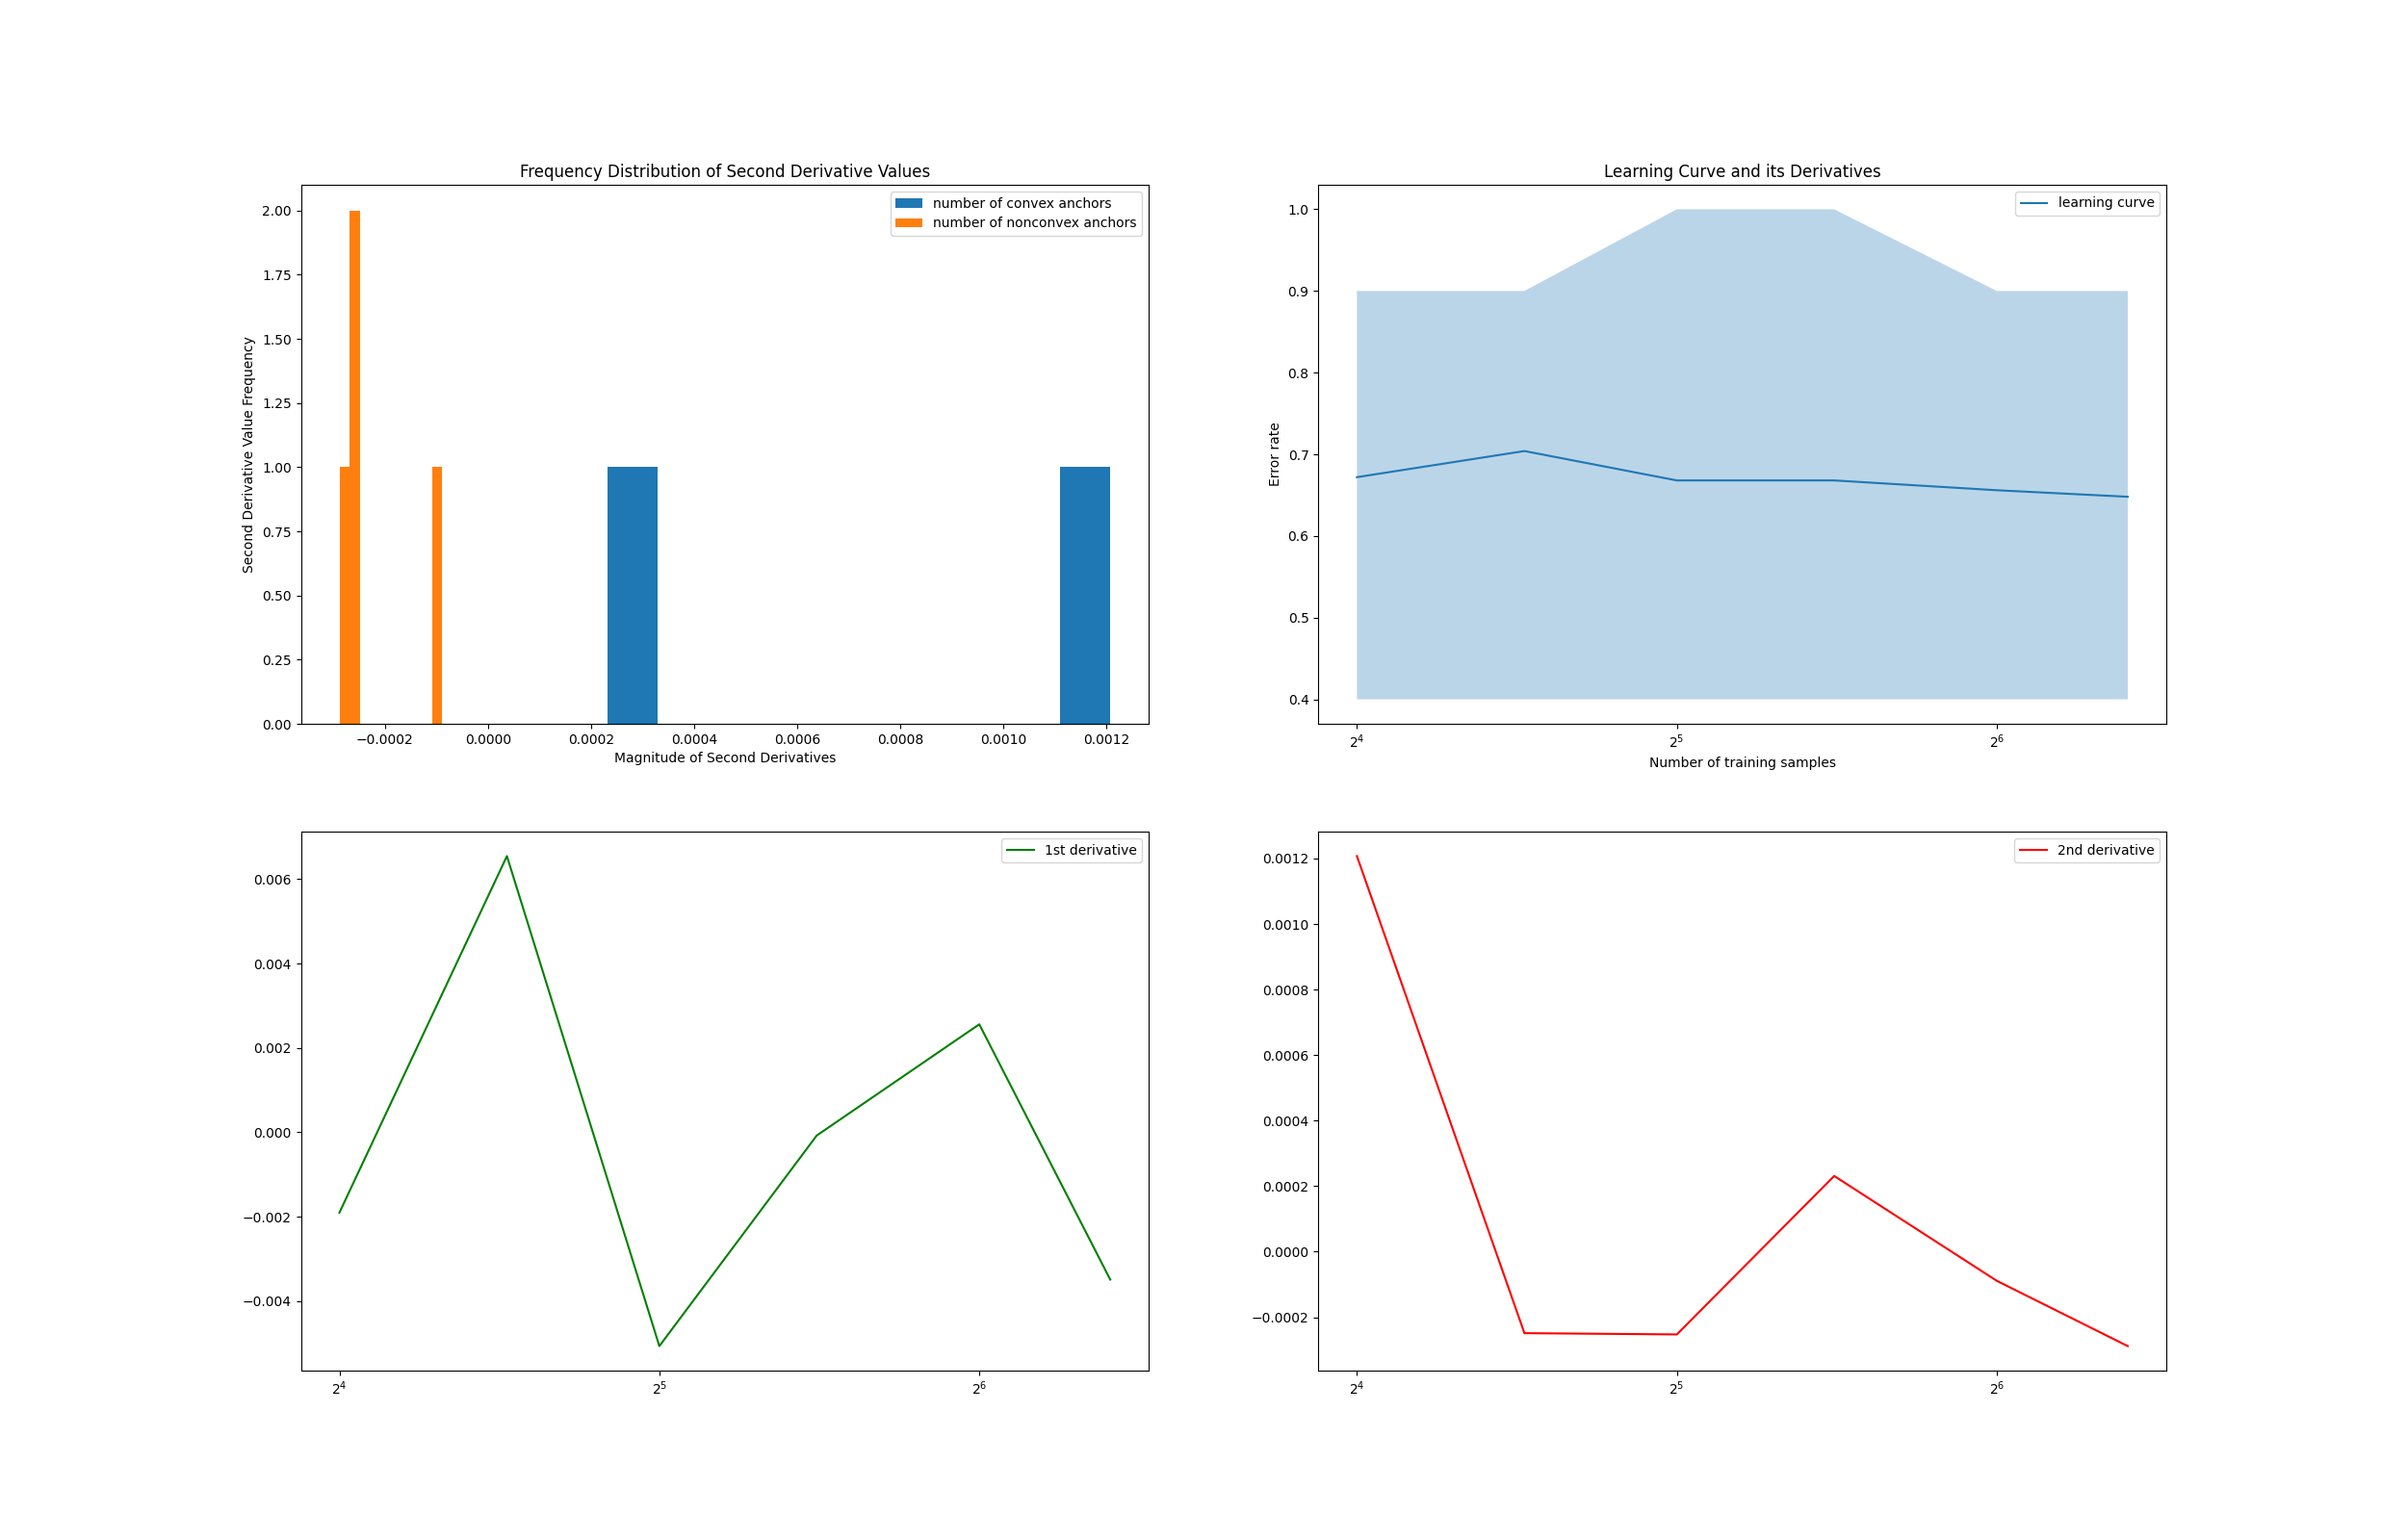 Frequency Distribution of Second Derivative Values
number of convex anchors
number of nonconvex anchors
2.00
1.75
1.50
1.25
1.00
0.75
0.50
0.25
0.00
Second Derivative Value Frequency
−0.0002 0.0000 0.0002 0.0004 0.0006 0.0008 0.0010 0.0012
Magnitude of Second Derivatives
Learning Curve and its Derivatives
learning curve
1.0
0.9
0.8
0.7
0.6
0.5
0.4
Error rate
2⁴ 2⁵ 2⁶
Number of training samples
1st derivative
0.006
0.004
0.002
0.000
−0.002
−0.004
2⁴ 2⁵ 2⁶
2nd derivative
0.0012
0.0010
0.0008
0.0006
0.0004
0.0002
0.0000
−0.0002
2⁴ 2⁵ 2⁶